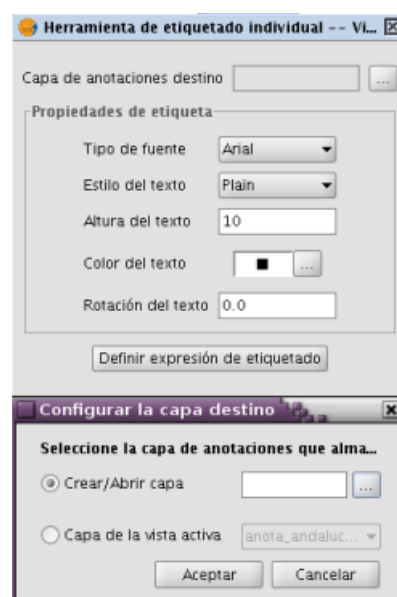 Herramienta de etiquetado individual -- Vi...
Capa de anotaciones destino ...
Propiedades de etiqueta
Tipo de fuente Arial
Estilo del texto Plain
Altura del texto 10
Color del texto ...
Rotación del texto 0.0
Definir expresión de etiquetado
Configurar la capa destino
Seleccione la capa de anotaciones que alma...
Crear/Abrir capa ...
Capa de la vista activa anota_andaluc...
Aceptar Cancelar